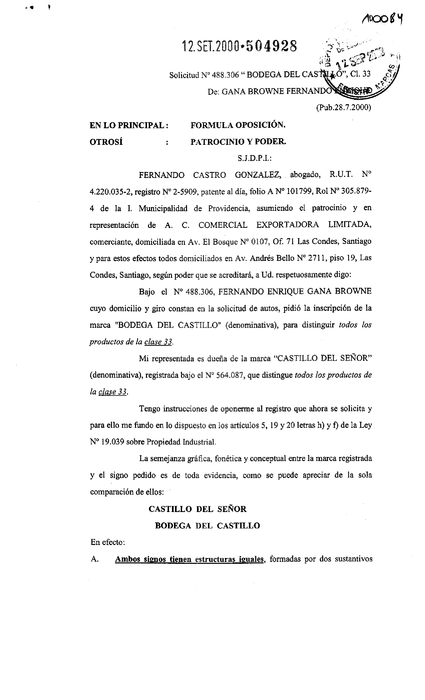 12.SET.2000•504928
Solicitud N° 488.306 " BODEGA DEL CASTILLO", Cl. 33
De: GANA BROWNE FERNANDO
(Pub.28.7.2000)
EN LO PRINCIPAL : FORMULA OPOSICIÓN.
OTROSÍ : PATROCINIO Y PODER.
S.J.D.P.I.:
FERNANDO CASTRO GONZALEZ, abogado, R.U.T. N°
4.220.035-2, registro N° 2-5909, patente al día, folio A N° 101799, Rol N° 305.879-
4 de la I. Municipalidad de Providencia, asumiendo el patrocinio y en
representación de A. C. COMERCIAL EXPORTADORA LIMITADA,
comerciante, domiciliada en Av. El Bosque N° 0107, Of. 71 Las Condes, Santiago
y para estos efectos todos domiciliados en Av. Andrés Bello N° 2711, piso 19, Las
Condes, Santiago, según poder que se acreditará, a Ud. respetuosamente digo:
Bajo el N° 488.306, FERNANDO ENRIQUE GANA BROWNE
cuyo domicilio y giro constan en la solicitud de autos, pidió la inscripción de la
marca "BODEGA DEL CASTILLO" (denominativa), para distinguir todos los
productos de la clase 33.
Mi representada es dueña de la marca "CASTILLO DEL SEÑOR"
(denominativa), registrada bajo el N° 564.087, que distingue todos los productos de
la clase 33.
Tengo instrucciones de oponerme al registro que ahora se solicita y
para ello me fundo en lo dispuesto en los artículos 5, 19 y 20 letras h) y f) de la Ley
N° 19.039 sobre Propiedad Industrial.
La semejanza gráfica, fonética y conceptual entre la marca registrada
y el signo pedido es de toda evidencia, como se puede apreciar de la sola
comparación de ellos:
CASTILLO DEL SEÑOR
BODEGA DEL CASTILLO
En efecto:
A. Ambos signos tienen estructuras iguales, formadas por dos sustantivos